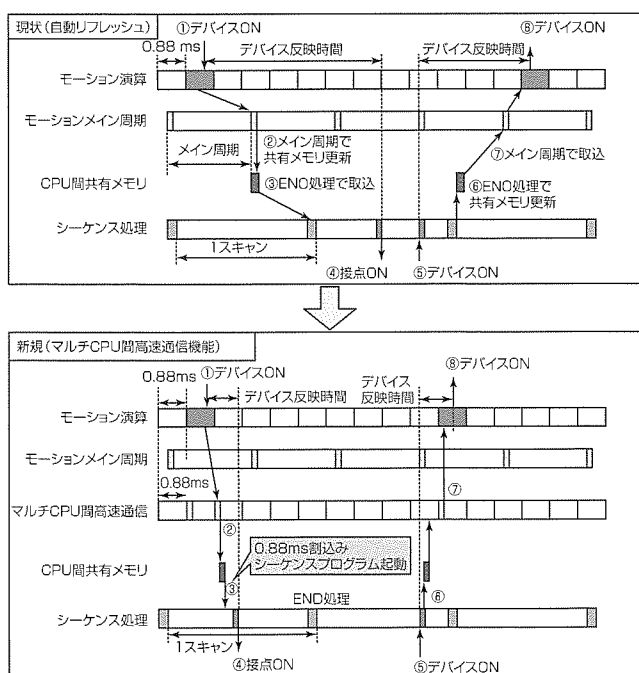 現状(自動リフレッシュ)
①デバイスON
⑧デバイスON
0.88 ms
デバイス反映時間
デバイス反映時間
モーション演算
モーションメイン周期
②メイン周期で
共有メモリ更新
⑦メイン周期で取込
メイン周期
CPU間共有メモリ
③END処理で取込
⑥END処理で
共有メモリ更新
シーケンス処理
1スキャン
④接点ON
⑤デバイスON
新規(マルチCPU間高速通信機能)
⑧デバイスON
①デバイスON
0.88ms
デバイス反映時間
デバイス
反映時間
モーション演算
モーションメイン周期
0.88ms
マルチCPU間高速通信
②
⑦
CPU間共有メモリ
0.88ms割込み
シーケンスプログラム起動
③
END処理
⑥
シーケンス処理
1スキャン
④接点ON
⑤デバイスON